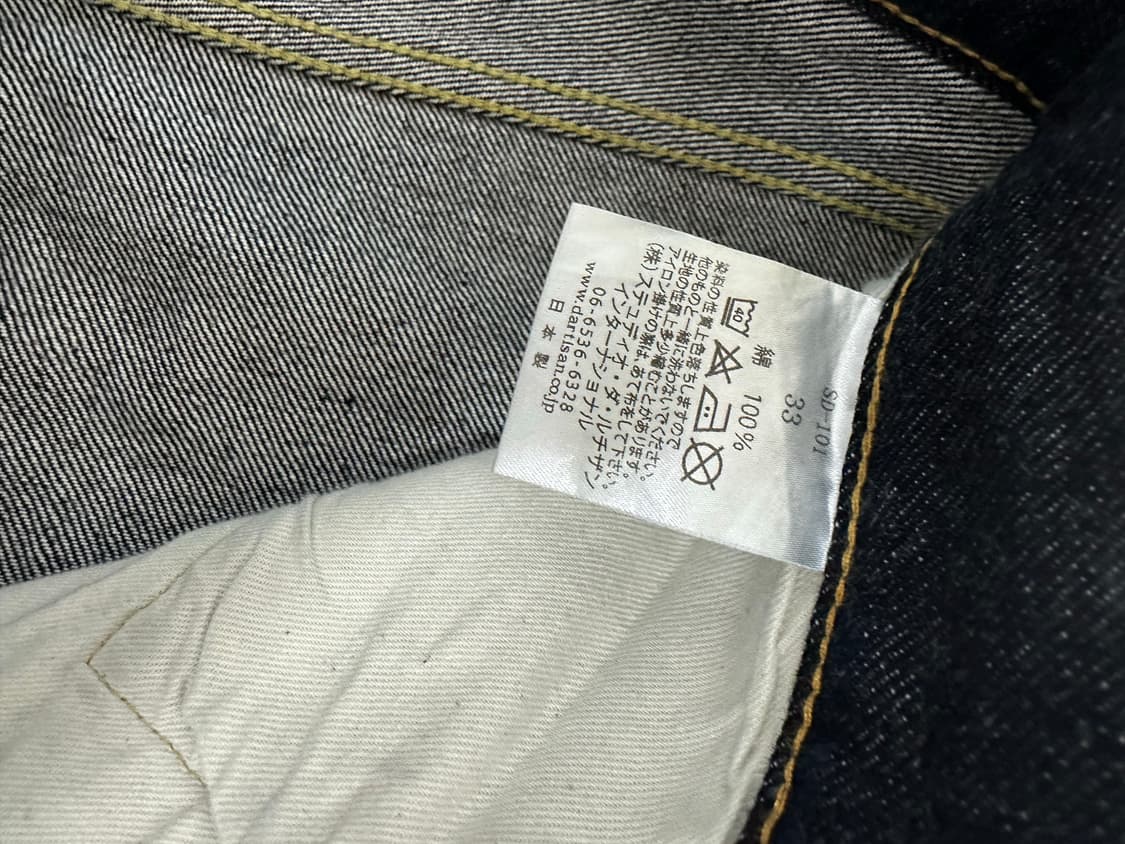 SD-101
33
綿 100%
40
染料の性質上色落ちしますので
他のものと一緒に洗わないでください。
生地の性質上多少縮むことがあります。
アイロン掛けの際は、あて布をして下さい。
(株)ステュディオ・ダ・ルチザン
インターナショナル
06-6536-6328
www.dartisan.co.jp
日本製